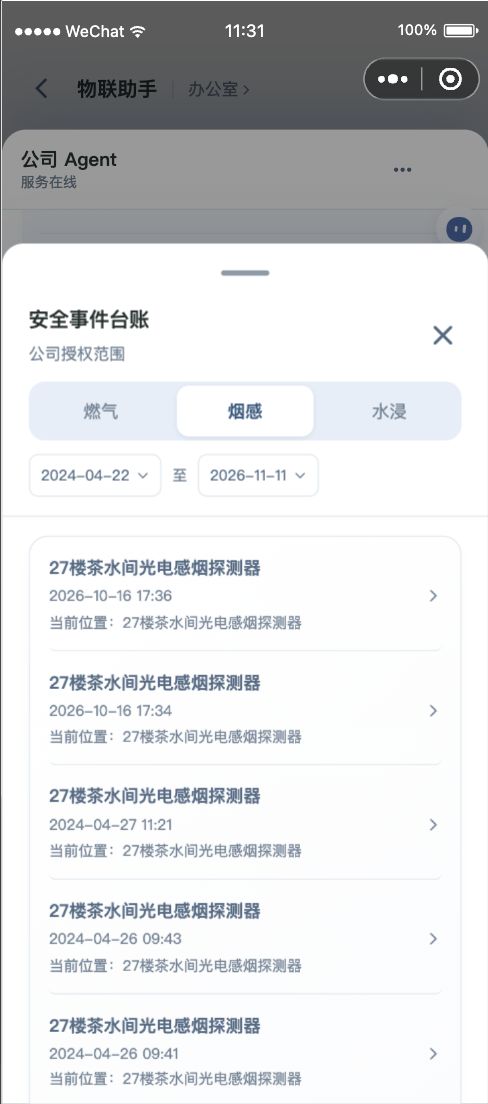 WeChat 11:31 100%
物联助手 办公室
公司 Agent
服务在线
安全事件台账
公司授权范围
燃气 烟感 水浸
2024-04-22 至 2026-11-11
27楼茶水间光电感烟探测器
2026-10-16 17:36
当前位置：27楼茶水间光电感烟探测器
27楼茶水间光电感烟探测器
2026-10-16 17:34
当前位置：27楼茶水间光电感烟探测器
27楼茶水间光电感烟探测器
2024-04-27 11:21
当前位置：27楼茶水间光电感烟探测器
27楼茶水间光电感烟探测器
2024-04-26 09:43
当前位置：27楼茶水间光电感烟探测器
27楼茶水间光电感烟探测器
2024-04-26 09:41
当前位置：27楼茶水间光电感烟探测器